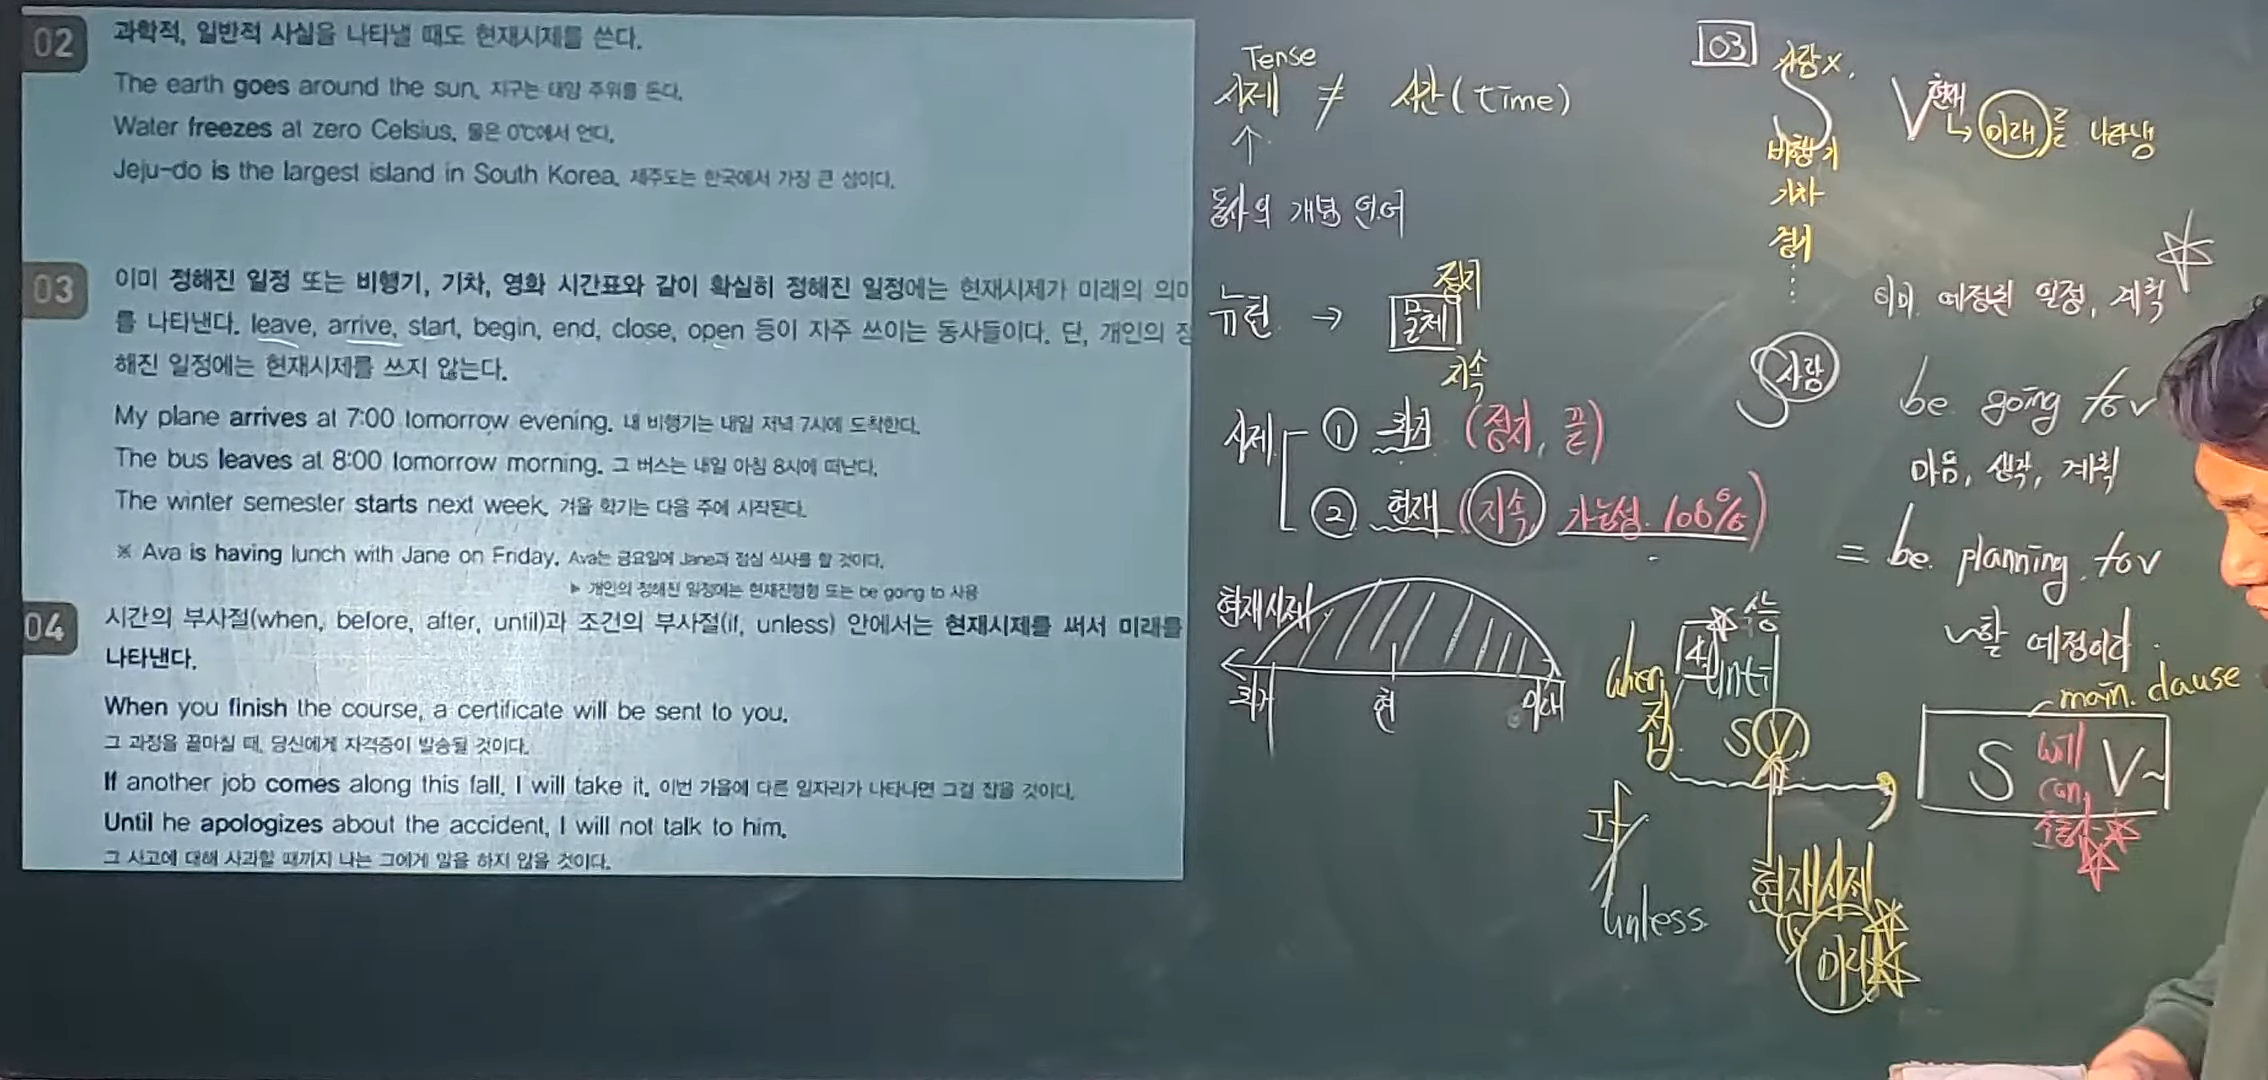 02 과학적, 일반적 사실을 나타낼 때도 현재시제를 쓴다.
The earth goes around the sun. 지구는 태양 주위를 돈다.
Water freezes at zero Celsius. 물은 0℃에서 언다.
Jeju-do is the largest island in South Korea. 제주도는 한국에서 가장 큰 섬이다.
03 이미 정해진 일정 또는 비행기, 기차, 영화 시간표와 같이 확실히 정해진 일정에는 현재시제가 미래의 의미
를 나타낸다. leave, arrive, start, begin, end, close, open 등이 자주 쓰이는 동사들이다. 단, 개인의 정
해진 일정에는 현재시제를 쓰지 않는다.
My plane arrives at 7:00 tomorrow evening. 내 비행기는 내일 저녁 7시에 도착한다.
The bus leaves at 8:00 tomorrow morning. 그 버스는 내일 아침 8시에 떠난다.
The winter semester starts next week. 겨울 학기는 다음 주에 시작된다.
※ Ava is having lunch with Jane on Friday. Ava는 금요일에 Jane과 점심 식사를 할 것이다.
▶ 개인의 정해진 일정에는 현재진행형 또는 be going to 사용
04 시간의 부사절(when, before, after, until)과 조건의 부사절(if, unless) 안에서는 현재시제를 써서 미래를
나타낸다.
When you finish the course, a certificate will be sent to you.
그 과정을 끝마칠 때, 당신에게 자격증이 발송될 것이다.
If another job comes along this fall, I will take it. 이번 가을에 다른 일자리가 나타나면 그걸 잡을 것이다.
Until he apologizes about the accident, I will not talk to him.
그 사고에 대해 사과할 때까지 나는 그에게 말을 하지 않을 것이다.
Tense
시제 ≠ 시간(time)
↑
동사의 개념 언어
뉴턴 → 물체
정지
지속
시제 ① 과거 (정지, 끝)
② 현재 (지속, 가능성 100%)
현재시제
과거 현 미래
03 사람 X.
S
비행기
기차
경기
⋮
V현재
↳ 미래를 나타냄
이미 예정된 일정, 계획
S 사람
be going to v
마음, 생각, 계획
= be planning to v
~할 예정이다
4
when
until
접 S V
unless
현재시제
미래
main clause
S will V~
can
조동사